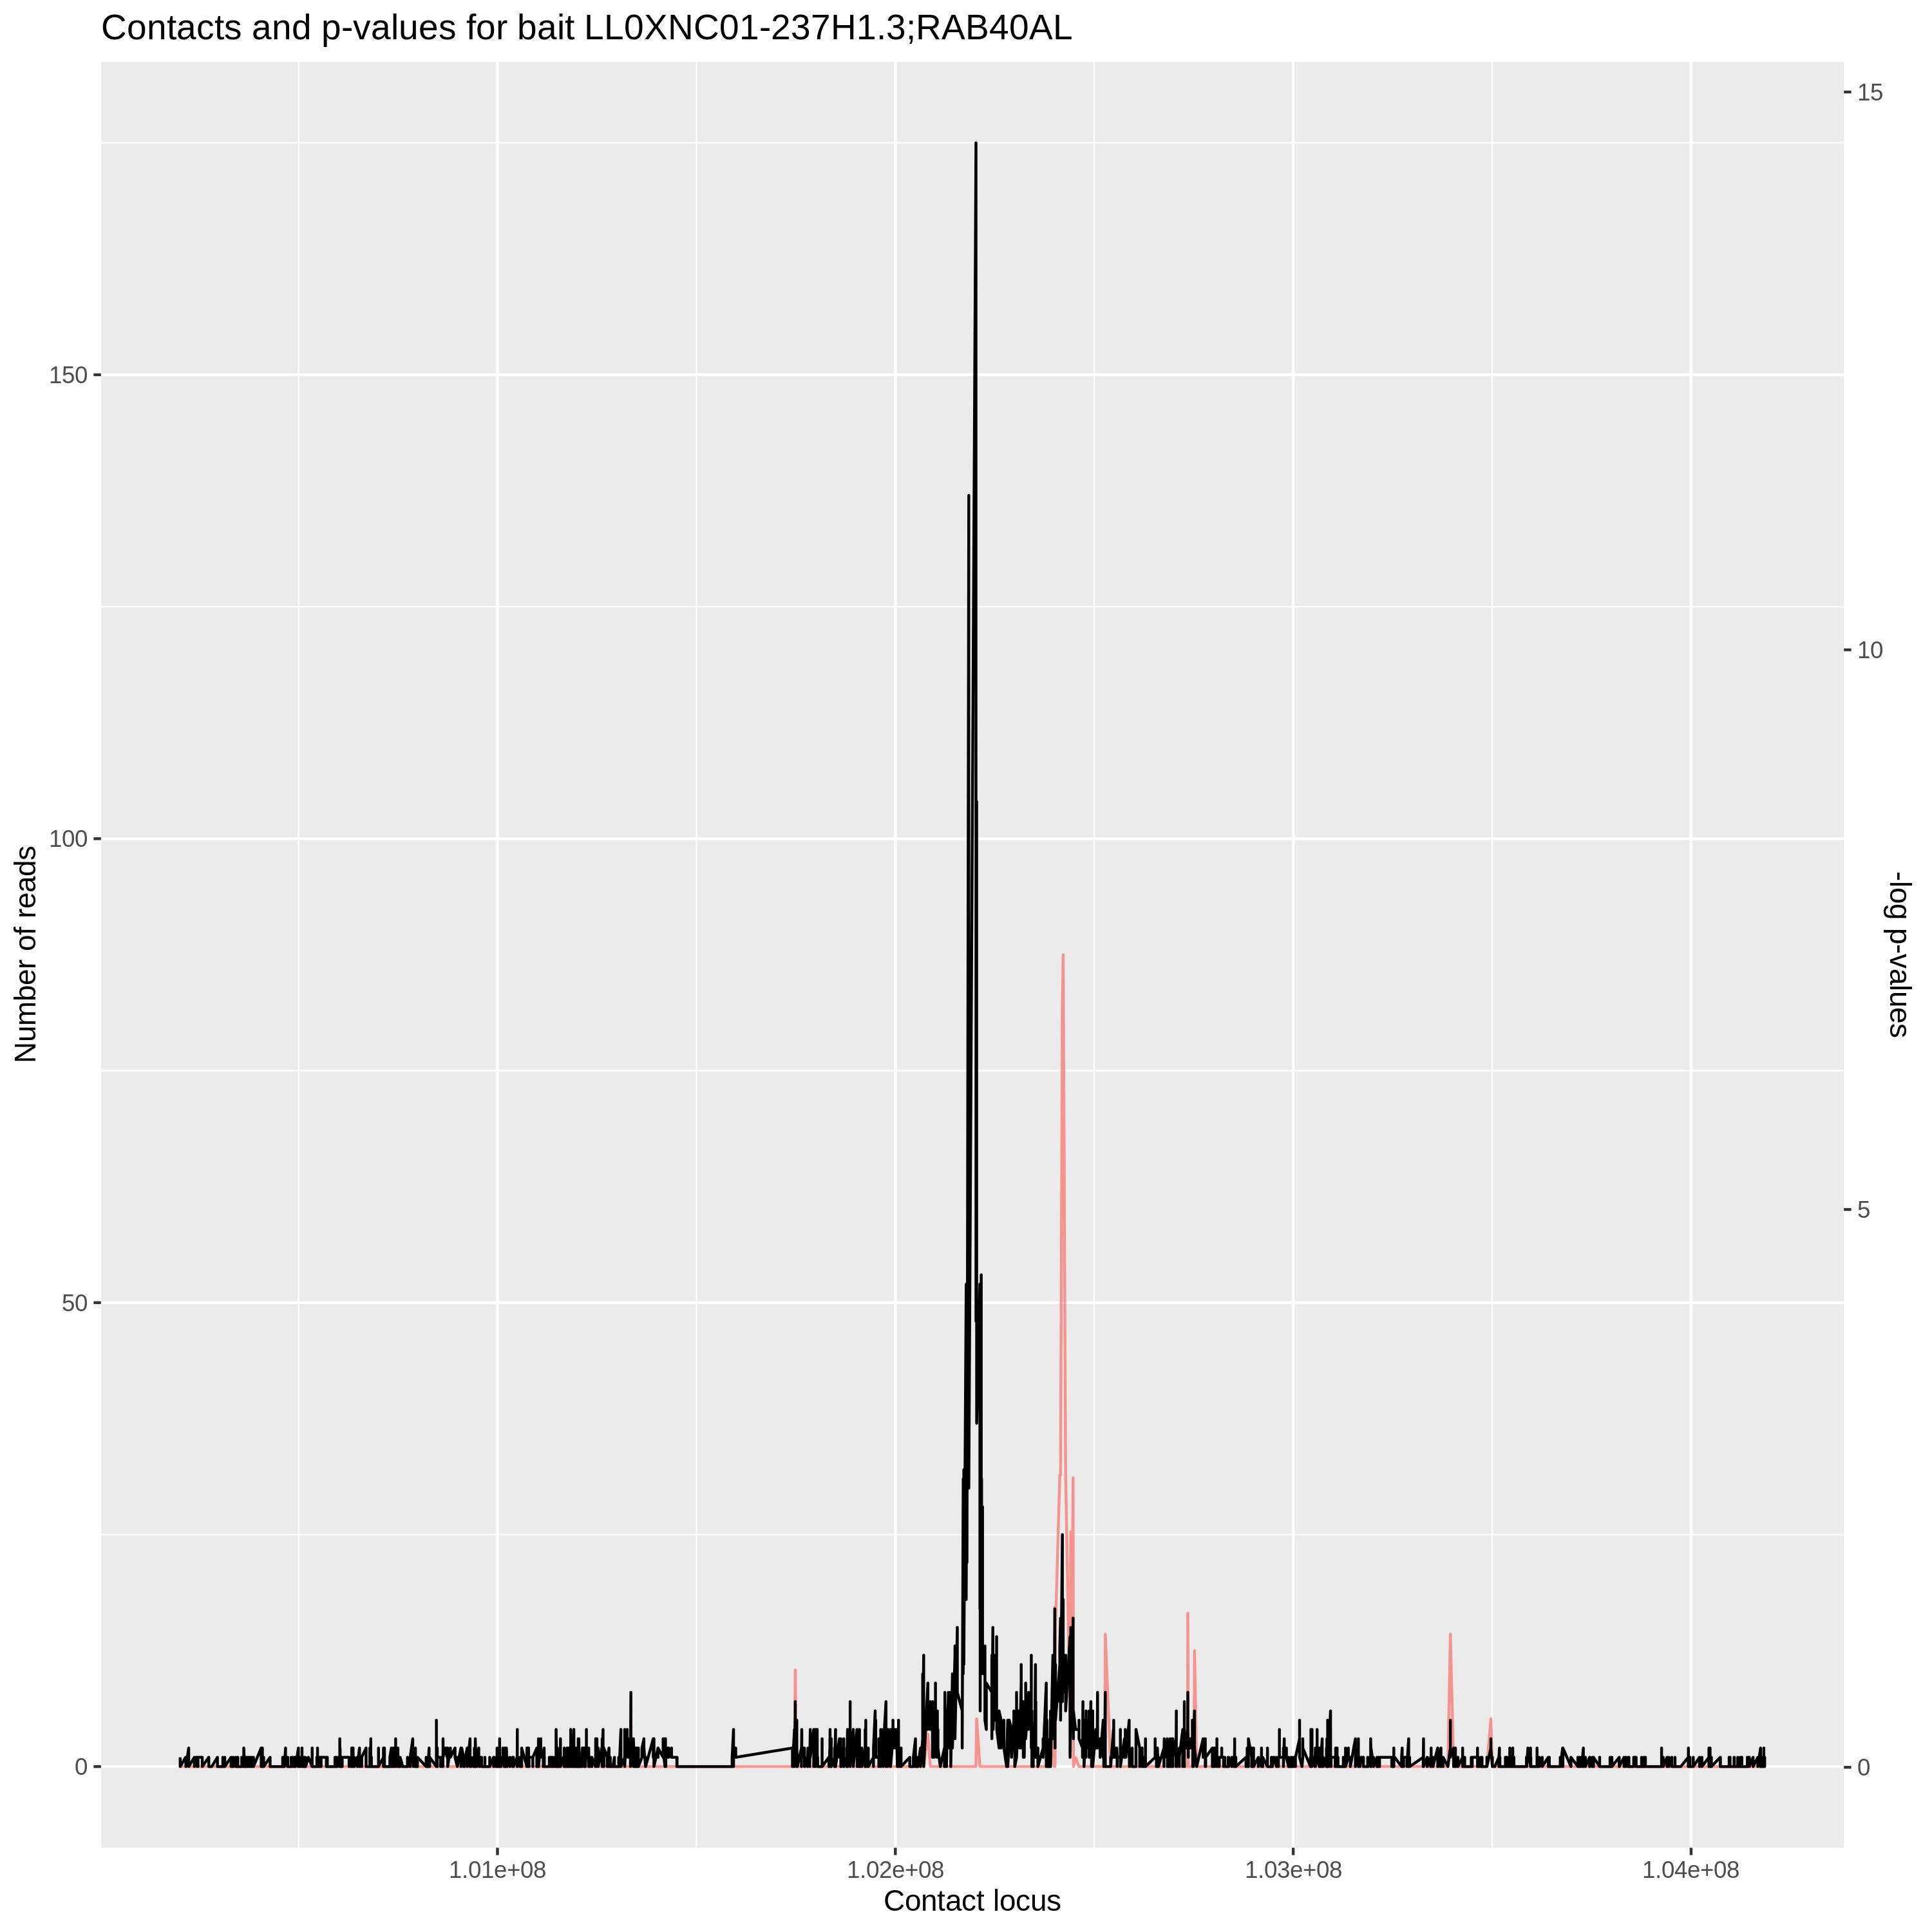 Contacts and p-values for bait LL0XNC01-237H1.3;RAB40AL
15
150
10
100
Number of reads
-log p-values
5
50
0
0
1.01e+08
1.02e+08
1.03e+08
1.04e+08
Contact locus